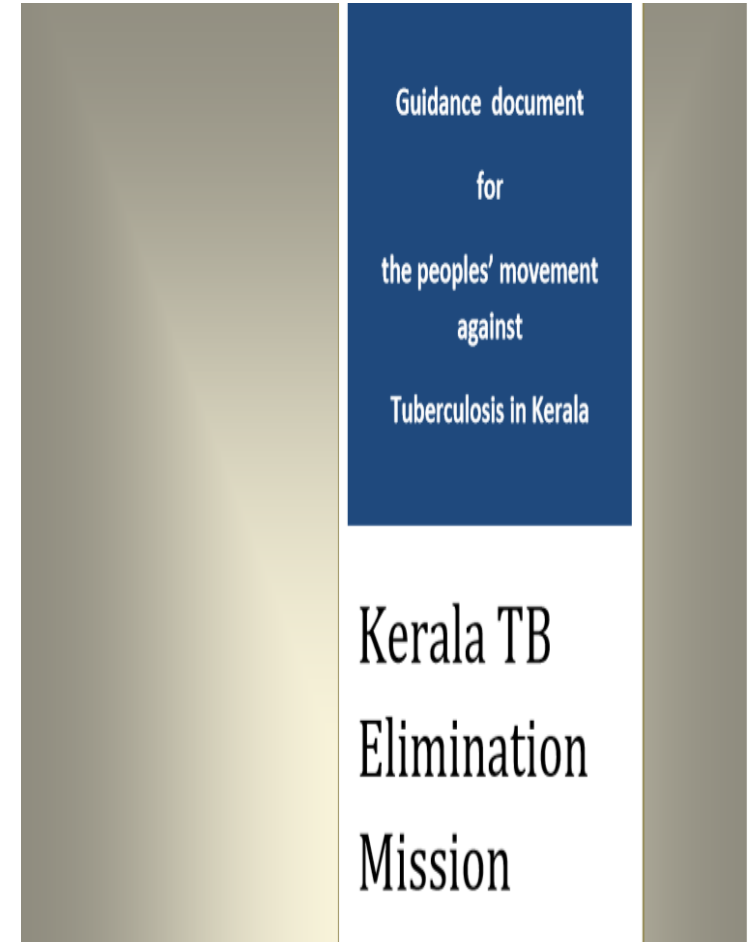 Guidance document
for
the peoples’ movement
against
Tuberculosis in Kerala
Kerala TB
Elimination
Mission